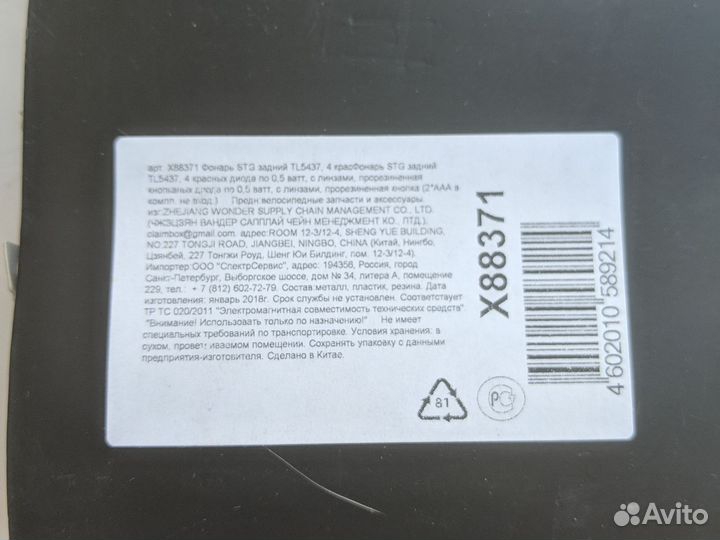 арт. X88371 Фонарь STG задний TL5437, 4 красФонарь STG задний
TL5437, 4 красных диода по 0,5 ватт, с линзами, прорезиненная
кнопканых диода по 0,5 ватт, с линзами, прорезиненная кнопка (2*ААА в
компл. не вход.) Предн велосипедные запчасти и аксессуары
из: ZHEJIANG WONDER SUPPLY CHAIN MANAGEMENT CO., LTD.
(ЧЖЭЦЗЯН ВАНДЕР САППЛАЙ ЧЕЙН МЕНЕДЖМЕНТ КО., ЛТД.)
claimbox@gmail.com, адрес:ROOM 12-3/12-4, SHENG YUE BUILDING,
NO.227 TONGJI ROAD, JIANGBEI, NINGBO, CHINA (Китай, Нингбо,
Цзянбей, 227 Тонгжи Роуд, Шенг Юи Билдинг, пом. 12-3/12-4).
Импортер:ООО "СпектрСервис", адрес: 194356, Россия, город
Санкт-Петербург, Выборгское шоссе, дом № 34, литера А, помещение
229, тел.: + 7 (812) 602-72-79. Состав:металл, пластик, резина. Дата
изготовления: январь 2018г. Срок службы не установлен. Соответствует
ТР ТС 020/2011 "Электромагнитная совместимость технических средств"
"Внимание! Использовать только по назначению!" Не имеет
специальных требований по транспортировке. Условия хранения: в
сухом, проветриваемом помещении. Сохранять упаковку с данными
предприятия-изготовителя. Сделано в Китае.
X88371
4 602010 589214
81
РСТ
Avito